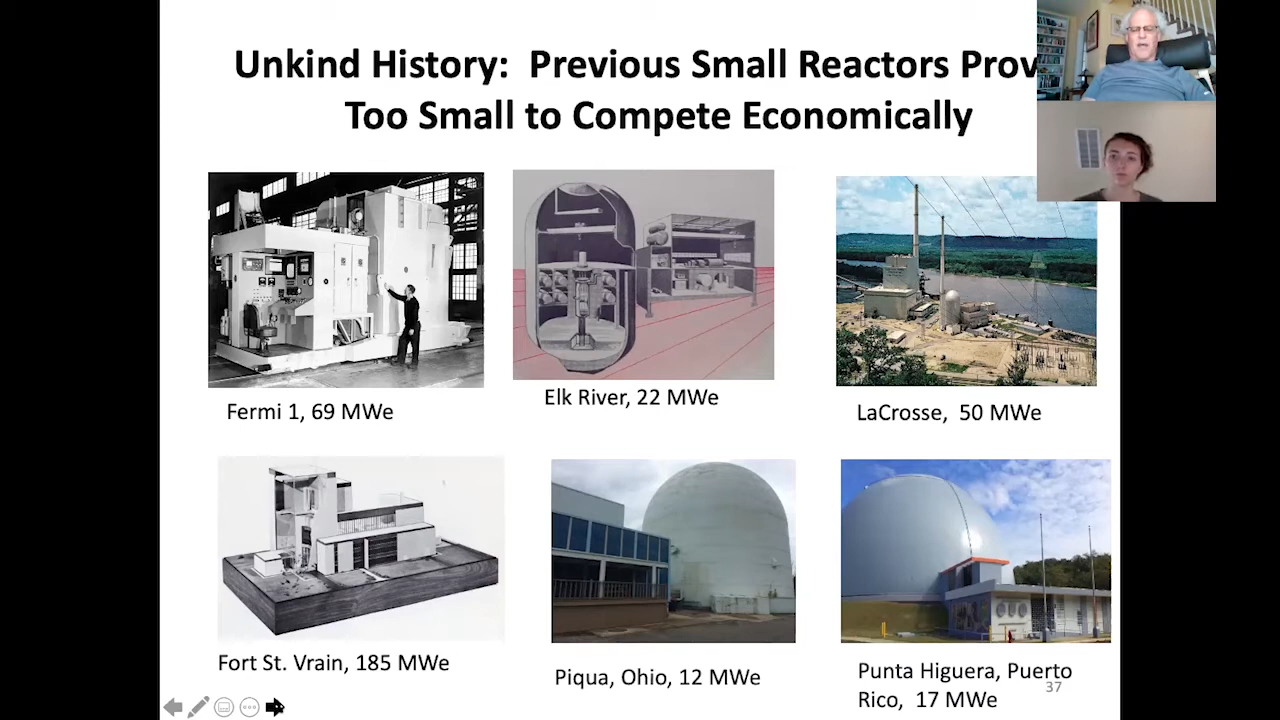 Unkind History: Previous Small Reactors Prov
Too Small to Compete Economically
Fermi 1, 69 MWe
Elk River, 22 MWe
LaCrosse, 50 MWe
Fort St. Vrain, 185 MWe
Piqua, Ohio, 12 MWe
Punta Higuera, Puerto
Rico, 17 MWe
37